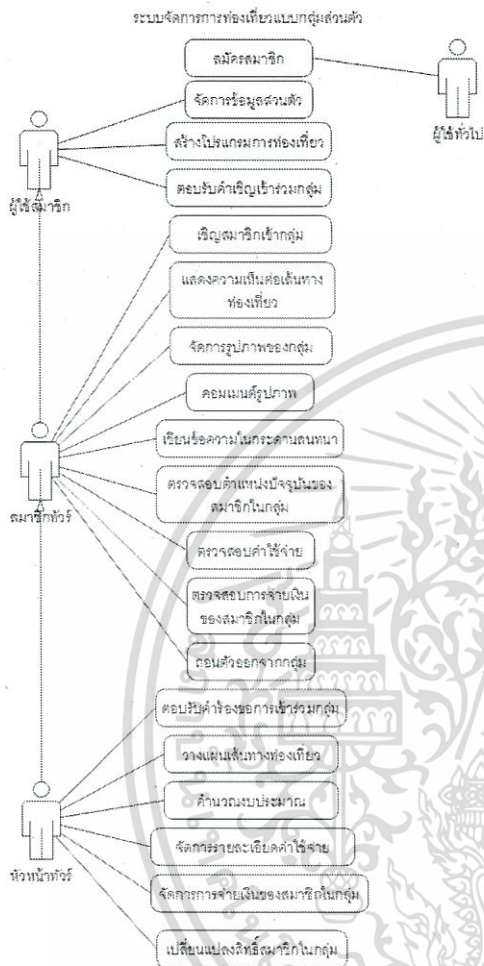 ระบบจัดการการท่องเที่ยวแบบกลุ่มส่วนตัว
สมัครสมาชิก
ผู้ใช้ทั่วไป
จัดการข้อมูลส่วนตัว
สร้างโปรแกรมการท่องเที่ยว
ตอบรับคำเชิญเข้าร่วมกลุ่ม
ผู้ใช้สมาชิก
เชิญสมาชิกเข้ากลุ่ม
แสดงความเห็นต่อเส้นทาง
ท่องเที่ยว
จัดการรูปภาพของกลุ่ม
คอมเมนต์รูปภาพ
เขียนข้อความในกระดานสนทนา
ตรวจสอบตำแหน่งปัจจุบันของ
สมาชิกในกลุ่ม
สมาชิกทัวร์
ตรวจสอบค่าใช้จ่าย
ตรวจสอบการจ่ายเงิน
ของสมาชิกในกลุ่ม
ถอนตัวออกจากกลุ่ม
ตอบรับคำร้องขอการเข้าร่วมกลุ่ม
วางแผนเส้นทางท่องเที่ยว
คำนวณงบประมาณ
จัดการรายละเอียดค่าใช้จ่าย
หัวหน้าทัวร์
จัดการการจ่ายเงินของสมาชิกในกลุ่ม
เปลี่ยนแปลงสิทธิ์สมาชิกในกลุ่ม